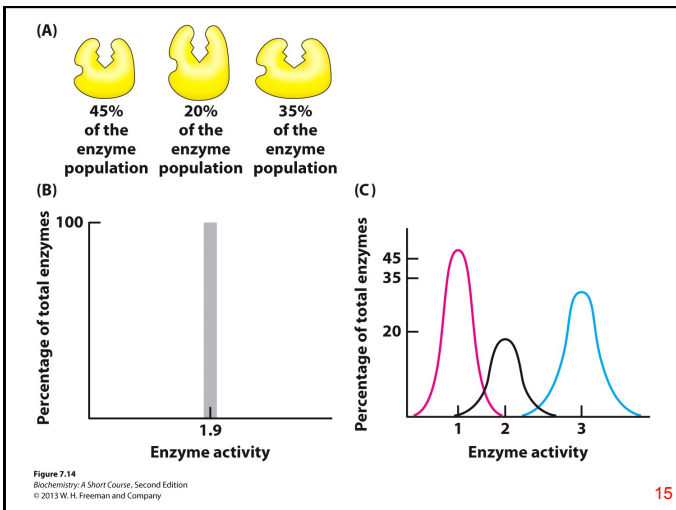 (A)
45%
of the
enzyme
population
20%
of the
enzyme
population
35%
of the
enzyme
population
(B)
Percentage of total enzymes
100
1.9
Enzyme activity
(C)
Percentage of total enzymes
45
35
20
1 2 3
Enzyme activity
Figure 7.14
Biochemistry: A Short Course, Second Edition
© 2013 W. H. Freeman and Company
15